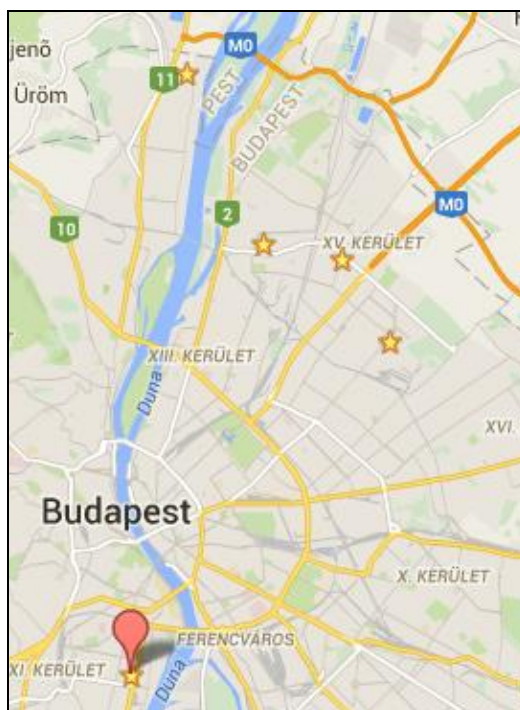 jenő
M0
11
Üröm
PEST
BUDAPEST
2
M0
10
XV. KERÜLET
XIII. KERÜLET
Duna
XVI.
Budapest
X. KERÜLET
FERENCVÁROS
XI KERÜLET
Duna